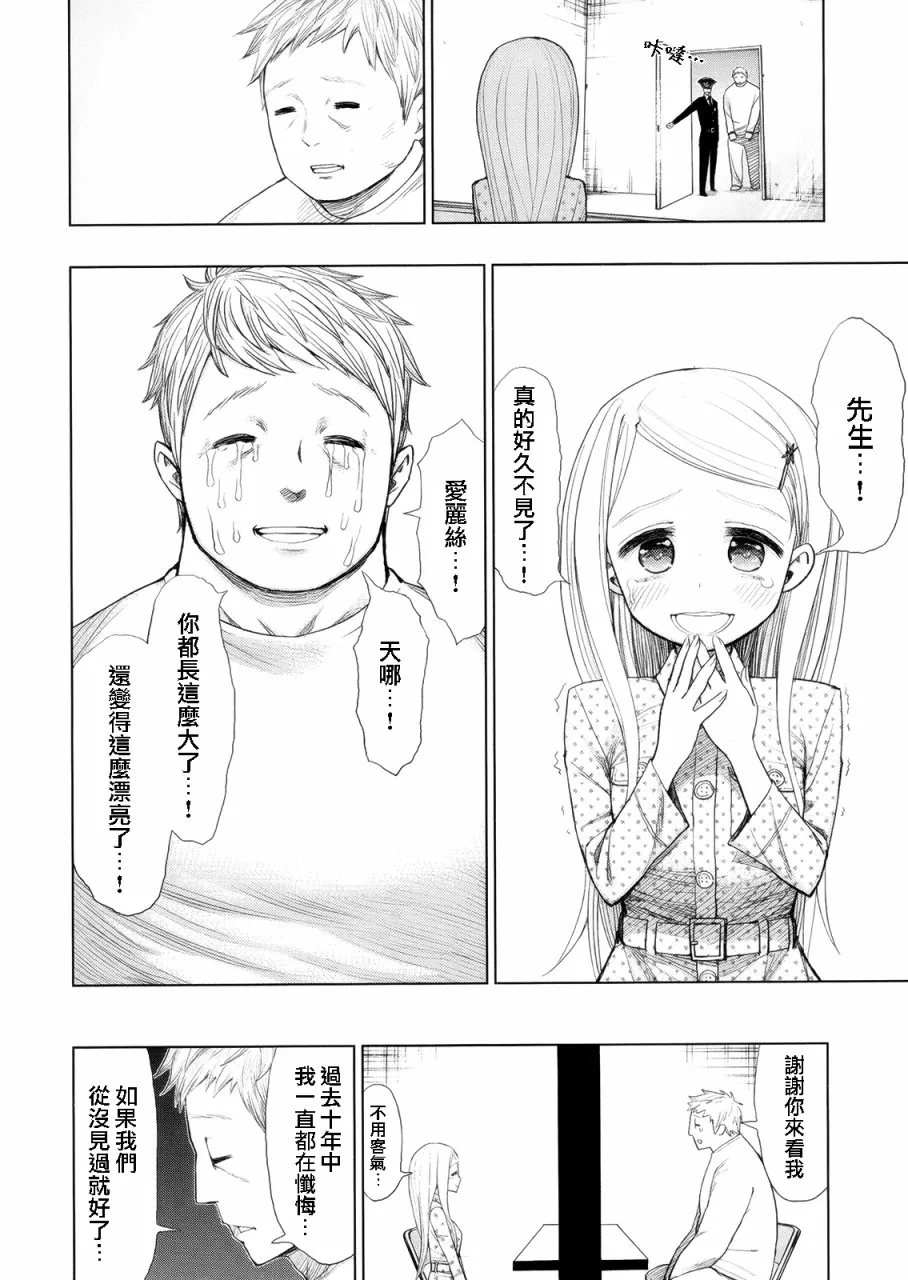 咔噠…
先生…！
真的好久不見了…！
愛麗絲…！
天哪…！
你都長這麼大了…！
還變得這麼漂亮了…！
謝謝你來看我
不用客氣…
過去十年中
我一直都在懺悔…
如果我們
從沒見過就好了…